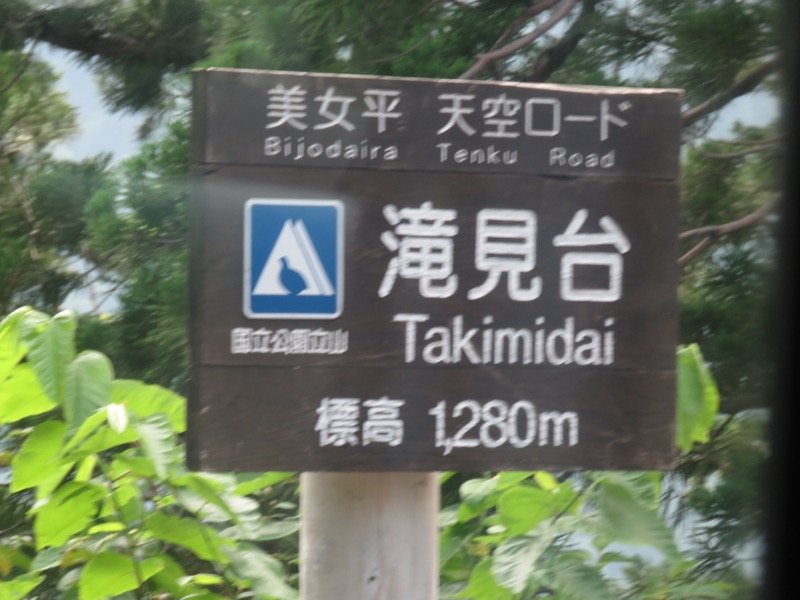 美女平 天空ロード
Bijodaira Tenku Road
滝見台
Takimidai
国立公園立山
標高 1,280m